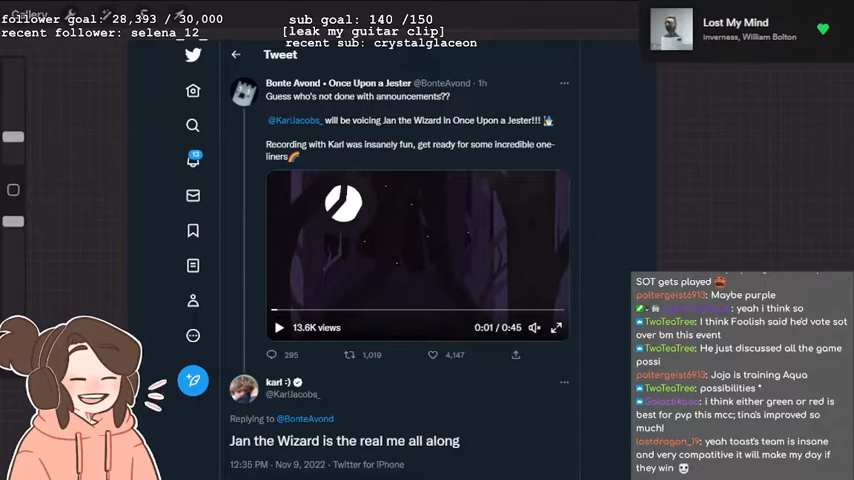 Gallery
follower goal: 28,393 / 30,000
recent follower: selena_12_
sub goal: 140 /150
[leak my guitar clip]
recent sub: crystalglaceon
Lost My Mind
Inverness, William Bolton
Tweet
Bonte Avond • Once Upon a Jester @BonteAvond · 1h
Guess who's not done with announcements??
@KarlJacobs_ will be voicing Jan the Wizard in Once Upon a Jester!!!
Recording with Karl was insanely fun, get ready for some incredible one-
liners
13
13.6K views
0:01 / 0:45
295
1,019
4,147
karl :)
@KarlJacobs_
Replying to @BonteAvond
Jan the Wizard is the real me all along
12:35 PM · Nov 9, 2022 · Twitter for iPhone
SOT gets played
poltergeist6913: Maybe purple
: yeah i think so
TwoTeaTree: I think Foolish said he'd vote sot
over bm this event
TwoTeaTree: He just discussed all the game
possi
poltergeist6913: Jojo is training Aqua
TwoTeaTree: possibilities *
: i think either green or red is
best for pvp this mcc; tina's improved so
much!
lastdragon_19: yeah toast's team is insane
and very compatitive it will make my day if
they win